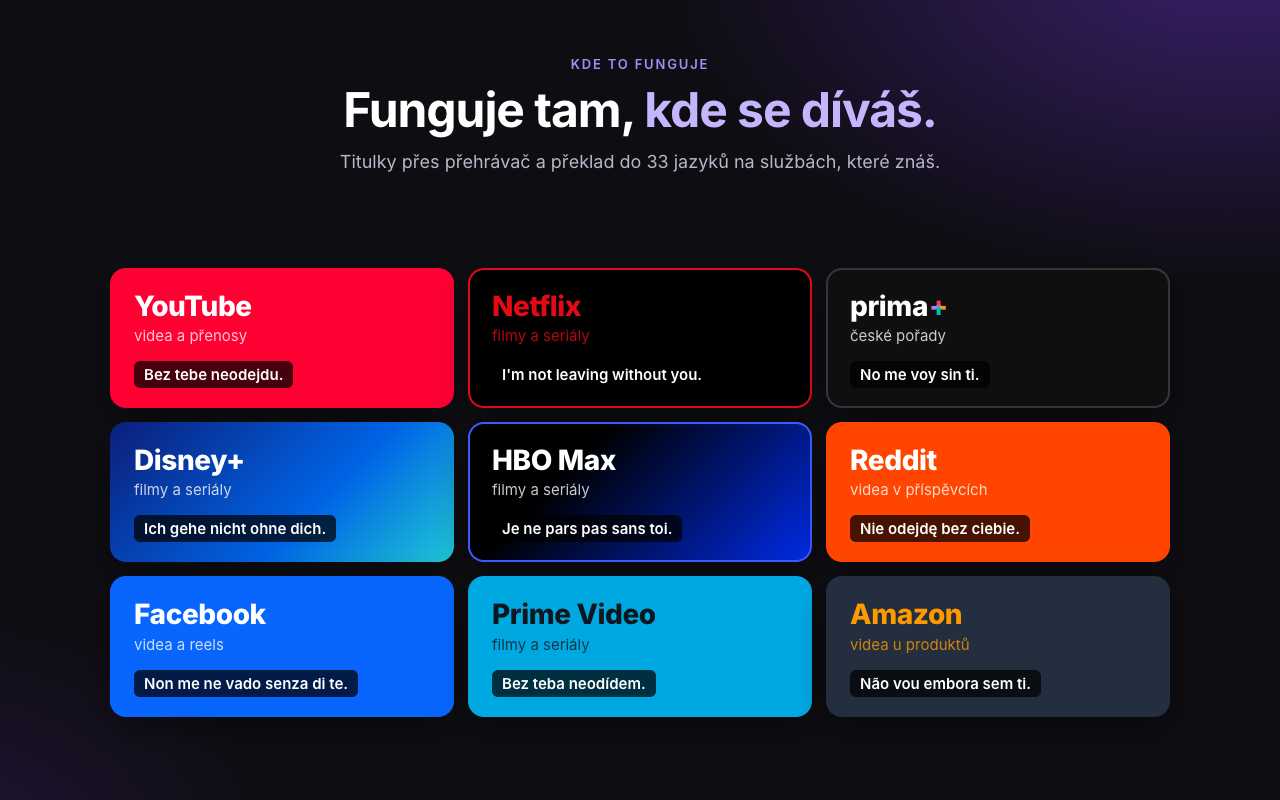 KDE TO FUNGUJE
Funguje tam, kde se díváš.
Titulky přes přehrávač a překlad do 33 jazyků na službách, které znáš.
YouTube
videa a přenosy
Bez tebe neodejdu.
Netflix
filmy a seriály
I'm not leaving without you.
prima+
české pořady
No me voy sin ti.
Disney+
filmy a seriály
Ich gehe nicht ohne dich.
HBO Max
filmy a seriály
Je ne pars pas sans toi.
Reddit
videa v příspěvcích
Nie odejdę bez ciebie.
Facebook
videa a reels
Non me ne vado senza di te.
Prime Video
filmy a seriály
Bez teba neodídem.
Amazon
videa u produktů
Não vou embora sem ti.